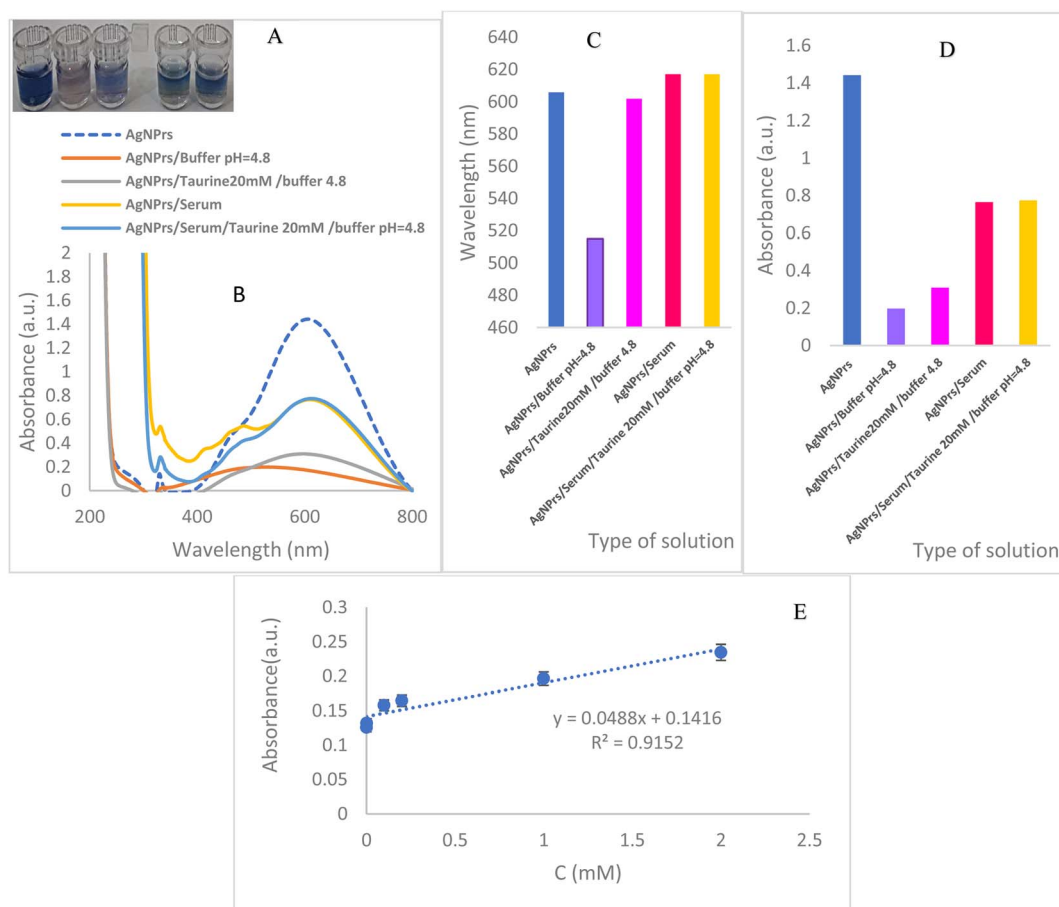 A
AgNPrs
AgNPrs/Buffer pH=4.8
AgNPrs/Taurine20mM /buffer 4.8
AgNPrs/Serum
AgNPrs/Serum/Taurine 20mM /buffer pH=4.8
B
Absorbance (a.u.)
2
1.8
1.6
1.4
1.2
1
0.8
0.6
0.4
0.2
0
200 400 600 800
Wavelength (nm)
C
Wavelength (nm)
640
620
600
580
560
540
520
500
480
460
AgNPrs
AgNPrs/Buffer pH=4.8
AgNPrs/Taurine20mM /buffer 4.8
AgNPrs/Serum
AgNPrs/Serum/Taurine 20mM /buffer pH=4.8
Type of solution
D
Absorbance (a.u.)
1.6
1.4
1.2
1
0.8
0.6
0.4
0.2
0
AgNPrs
AgNPrs/Buffer pH=4.8
AgNPrs/Taurine20mM /buffer 4.8
AgNPrs/Serum
AgNPrs/Serum/Taurine 20mM /buffer pH=4.8
Type of solution
E
Absorbance(a.u.)
0.3
0.25
0.2
0.15
0.1
0.05
0
y = 0.0488x + 0.1416
R² = 0.9152
0 0.5 1 1.5 2 2.5
C (mM)